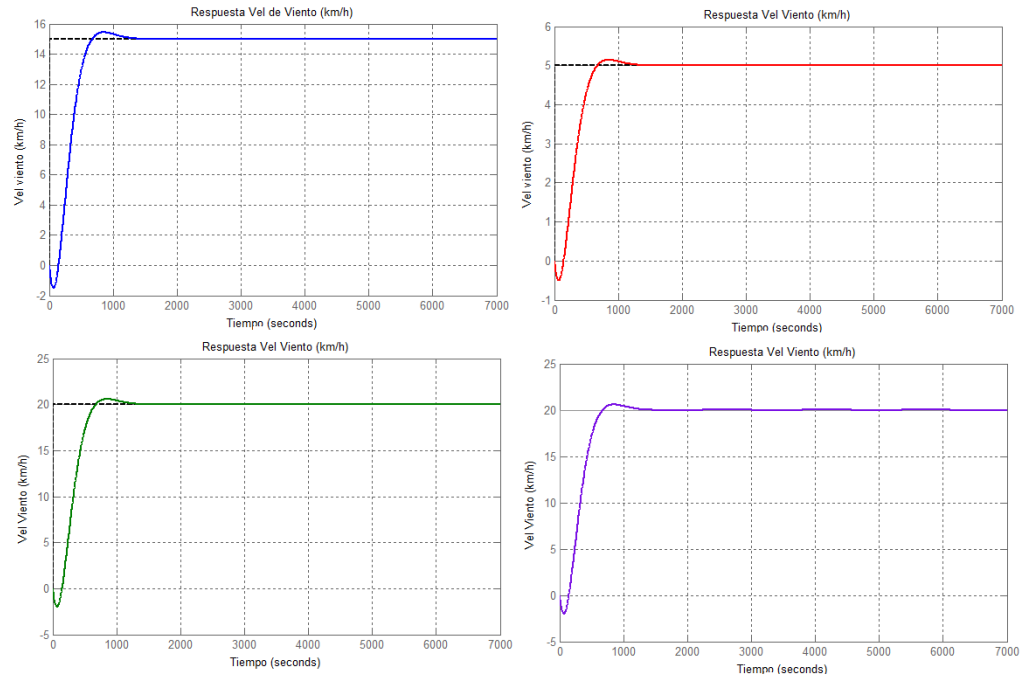 Respuesta Vel de Viento (km/h)
16
14
12
10
8
6
4
2
0
-2
Vel viento (km/h)
0 1000 2000 3000 4000 5000 6000 7000
Tiempo (seconds)
Respuesta Vel Viento (km/h)
6
5
4
3
2
1
0
-1
Vel viento (km/h)
0 1000 2000 3000 4000 5000 6000 7000
Tiempo (seconds)
Respuesta Vel Viento (km/h)
25
20
15
10
5
0
-5
Vel Viento (km/h)
0 1000 2000 3000 4000 5000 6000 7000
Tiempo (seconds)
Respuesta Vel Viento (km/h)
25
20
15
10
5
0
-5
Vel Viento (km/h)
0 1000 2000 3000 4000 5000 6000 7000
Tiempo (seconds)